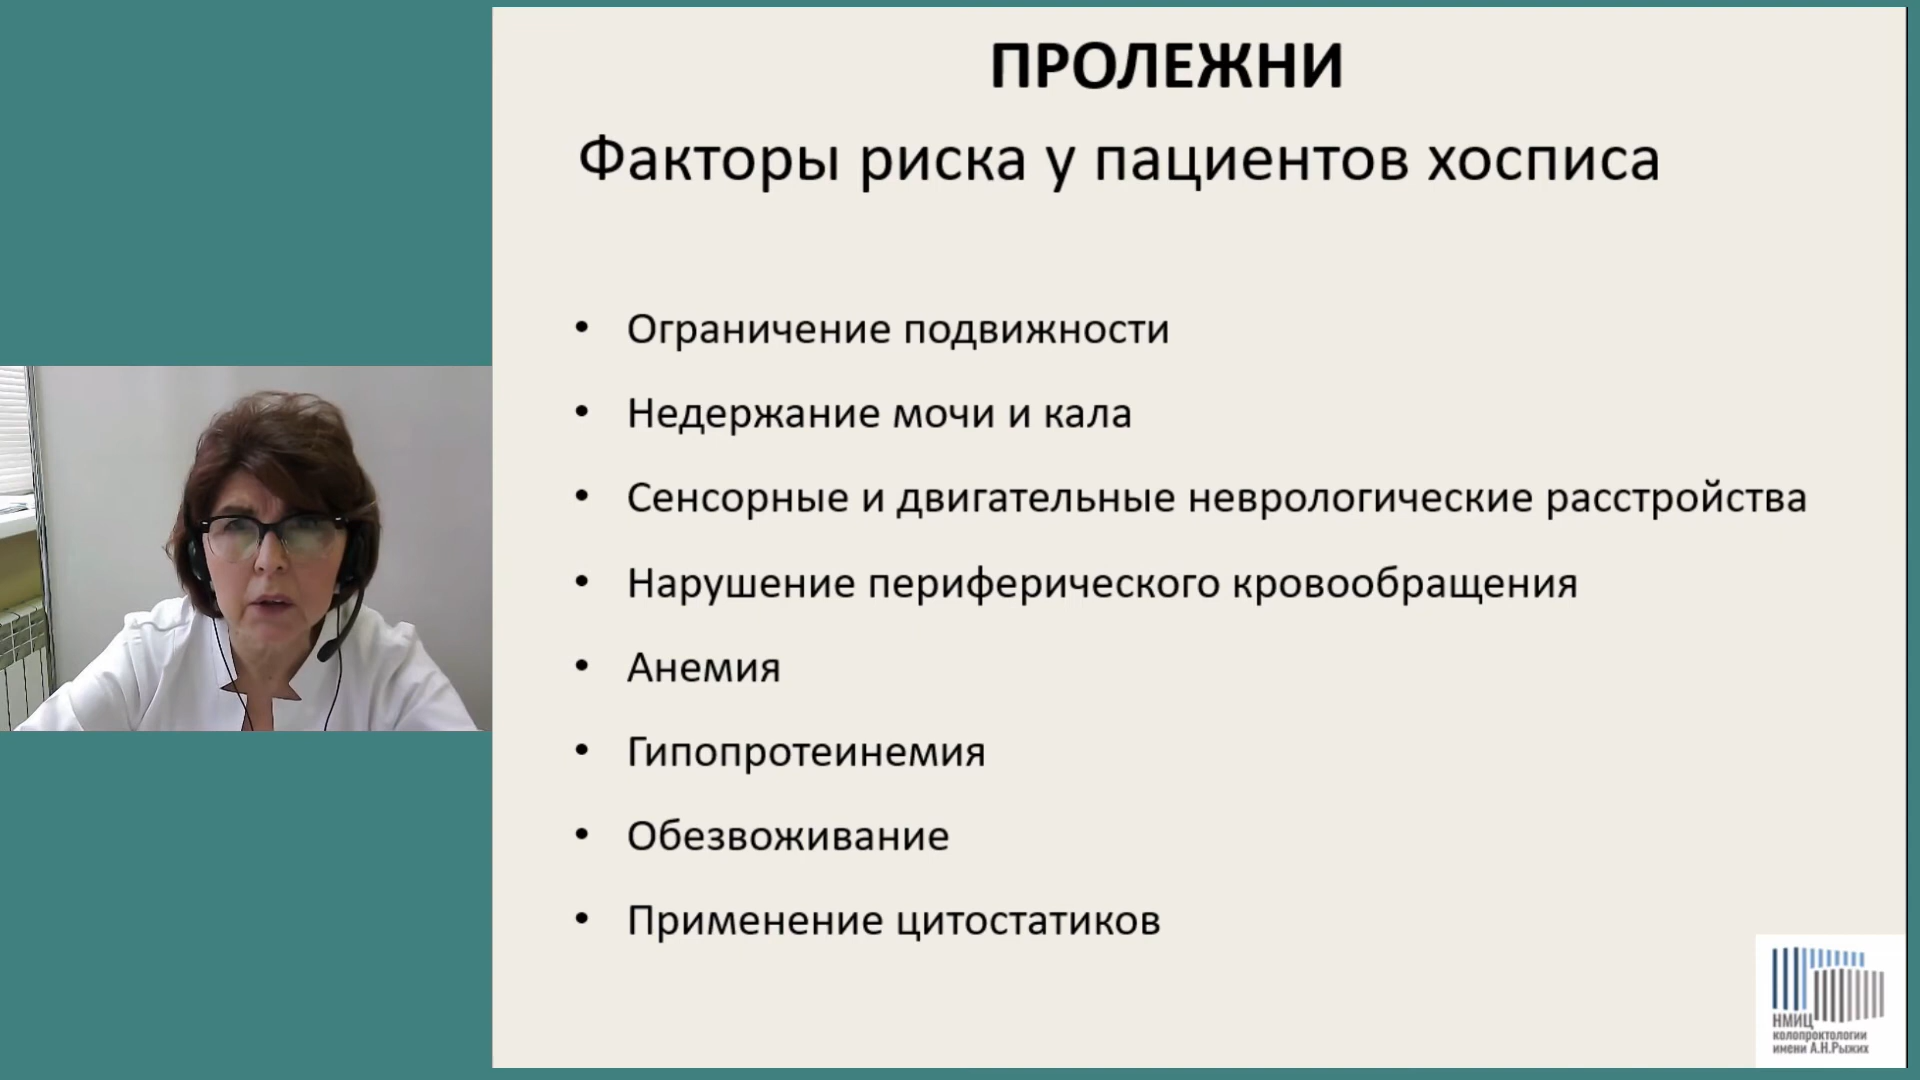 ПРОЛЕЖНИ
Факторы риска у пациентов хосписа
• Ограничение подвижности
• Недержание мочи и кала
• Сенсорные и двигательные неврологические расстройства
• Нарушение периферического кровообращения
• Анемия
• Гипопротеинемия
• Обезвоживание
• Применение цитостатиков
НМИЦ
колопроктологии
имени А.Н.Рыжих